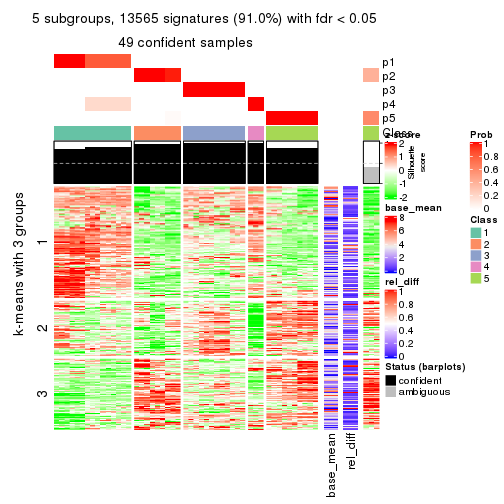 5 subgroups, 13565 signatures (91.0%) with fdr < 0.05
49 confident samples
p1
p2
p3
p4
p5
Class
z-score
2
1
0
-1
-2
Silhouette
score
Prob
1
0.8
0.6
0.4
0.2
0
Class
1
2
3
4
5
base_mean
8
6
4
2
0
rel_diff
1
0.8
0.6
0.4
0.2
0
Status (barplots)
confident
ambiguous
k-means with 3 groups
1
2
3
base_mean
rel_diff